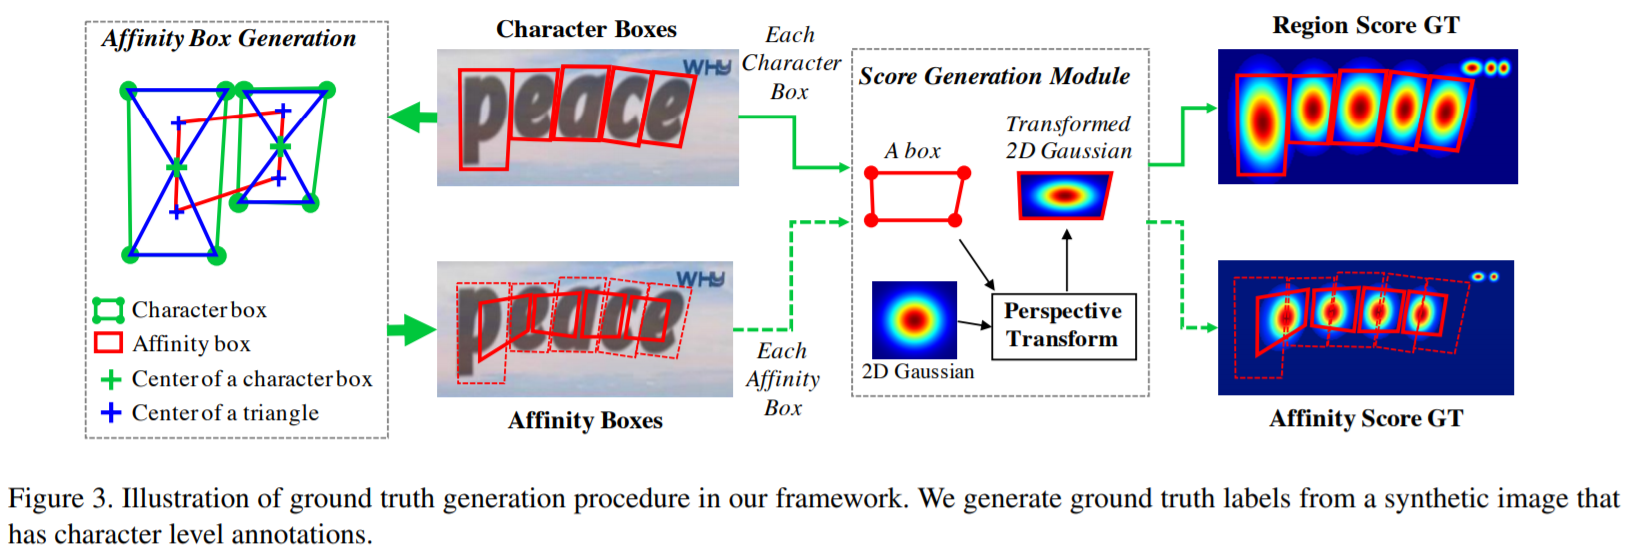 Affinity Box Generation
Character box
Affinity box
Center of a character box
Center of a triangle
Character Boxes
WHY
peace
WHY
peace
Affinity Boxes
Each
Character
Box
Each
Affinity
Box
Score Generation Module
A box
Transformed
2D Gaussian
2D Gaussian
Perspective
Transform
Region Score GT
Affinity Score GT
Figure 3. Illustration of ground truth generation procedure in our framework. We generate ground truth labels from a synthetic image that
has character level annotations.